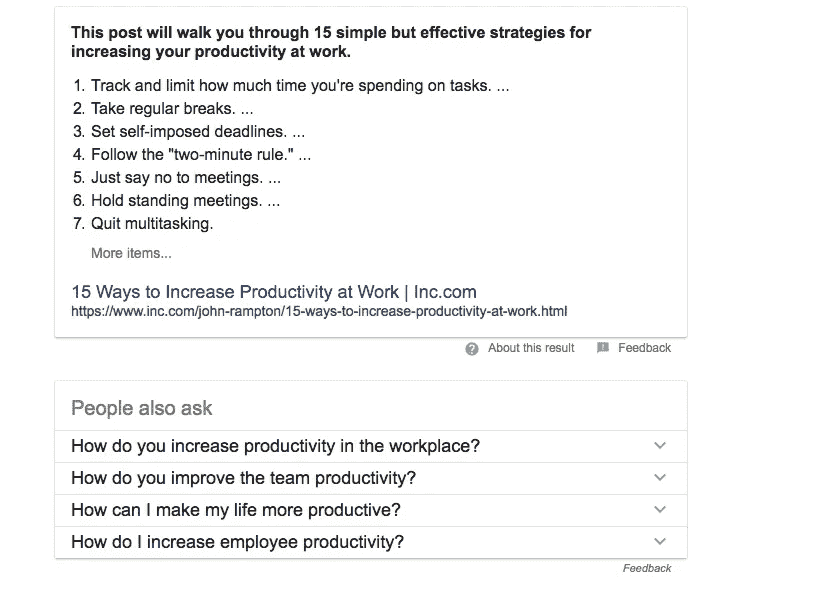 This post will walk you through 15 simple but effective strategies for
increasing your productivity at work.
1. Track and limit how much time you're spending on tasks. ...
2. Take regular breaks. ...
3. Set self-imposed deadlines. ...
4. Follow the "two-minute rule." ...
5. Just say no to meetings. ...
6. Hold standing meetings. ...
7. Quit multitasking.
More items...
15 Ways to Increase Productivity at Work | Inc.com
https://www.inc.com/john-rampton/15-ways-to-increase-productivity-at-work.html
About this result Feedback
People also ask
How do you increase productivity in the workplace?
How do you improve the team productivity?
How can I make my life more productive?
How do I increase employee productivity?
Feedback